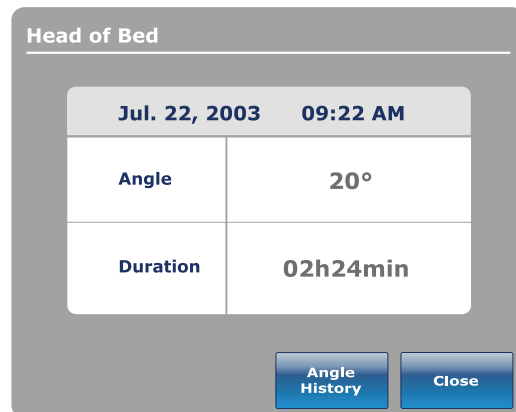 Head of Bed
Jul. 22, 2003 09:22 AM
Angle 20°
Duration 02h24min
Angle
History
Close